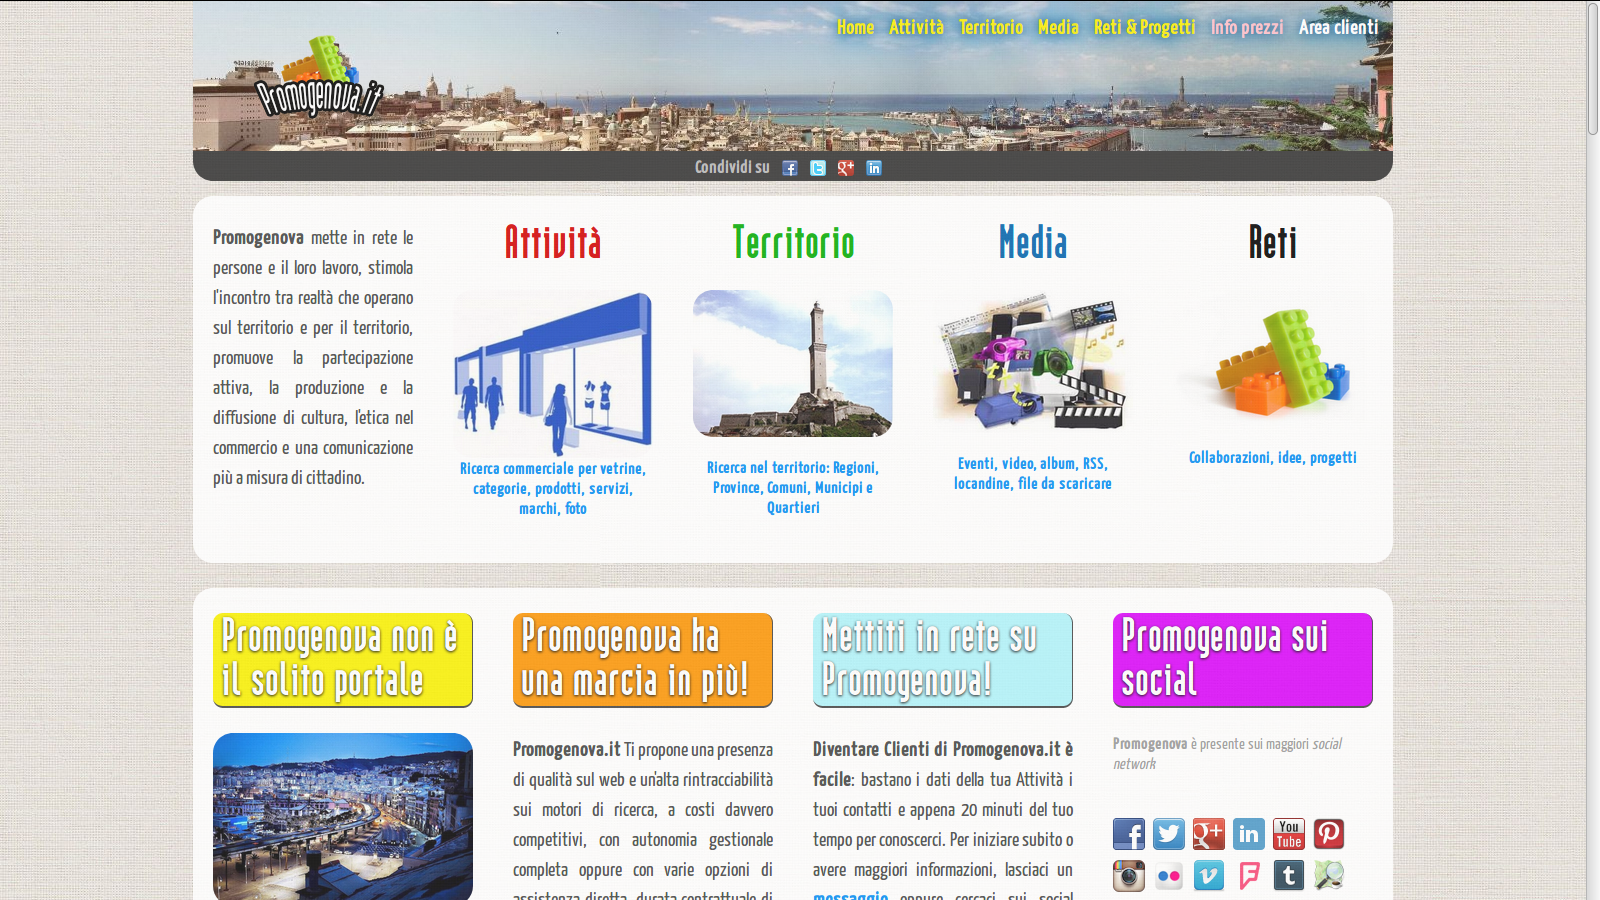 Home Attività Territorio Media Reti & Progetti Info prezzi Area clienti
Promogenova.it
Condividi su
Promogenova mette in rete le
persone e il loro lavoro, stimola
l'incontro tra realtà che operano
sul territorio e per il territorio,
promuove la partecipazione
attiva, la produzione e la
diffusione di cultura, l'etica nel
commercio e una comunicazione
più a misura di cittadino.
Attività
Ricerca commerciale per vetrine,
categorie, prodotti, servizi,
marchi, foto
Territorio
Ricerca nel territorio: Regioni,
Province, Comuni, Municipi e
Quartieri
Media
Eventi, video, album, RSS,
locandine, file da scaricare
Reti
Collaborazioni, idee, progetti
Promogenova non è
il solito portale
Promogenova ha
una marcia in più!
Promogenova.it Ti propone una presenza
di qualità sul web e un'alta rintracciabilità
sui motori di ricerca, a costi davvero
competitivi, con autonomia gestionale
completa oppure con varie opzioni di
assistenza diretta, durata contrattuale di
Mettiti in rete su
Promogenova!
Diventare Clienti di Promogenova.it è
facile: bastano i dati della tua Attività i
tuoi contatti e appena 20 minuti del tuo
tempo per conoscerci. Per iniziare subito o
avere maggiori informazioni, lasciaci un
messaggio oppure cercaci sui social
Promogenova sui
social
Promogenova è presente sui maggiori social
network
You
Tube